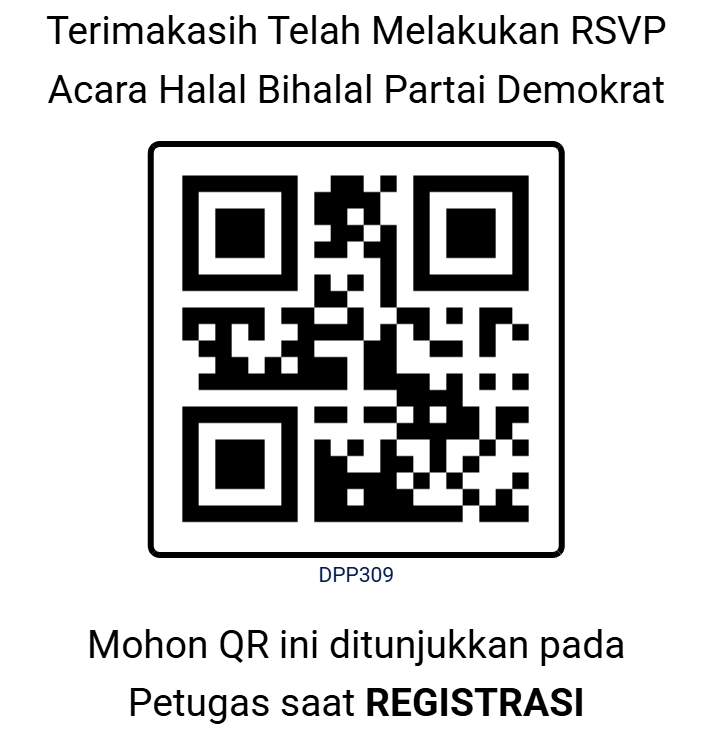 Terimakasih Telah Melakukan RSVP
Acara Halal Bihalal Partai Demokrat
DPP309
Mohon QR ini ditunjukkan pada
Petugas saat REGISTRASI